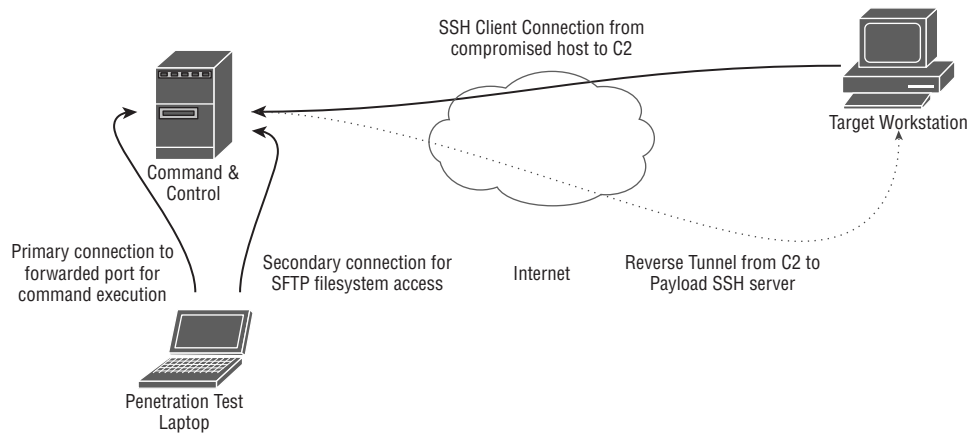 SSH Client Connection from
compromised host to C2
Target Workstation
Command &
Control
Primary connection to
forwarded port for
command execution
Secondary connection for
SFTP filesystem access
Internet
Reverse Tunnel from C2 to
Payload SSH server
Penetration Test
Laptop